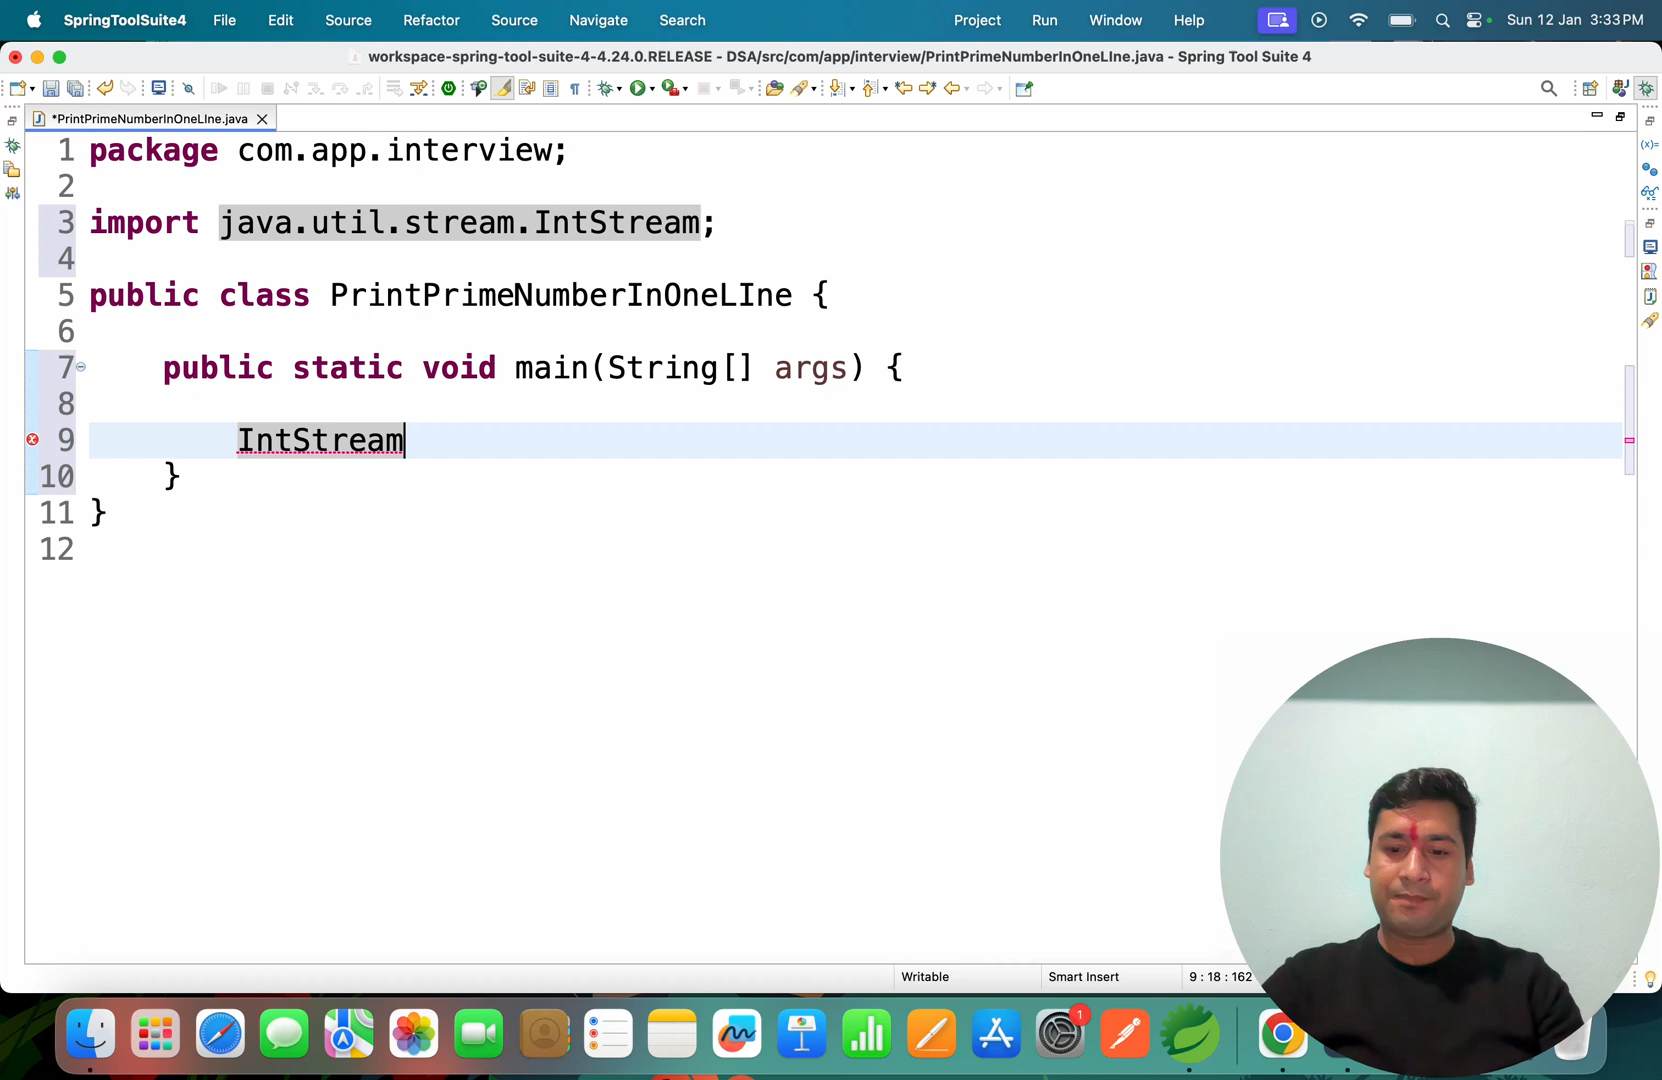 SpringToolSuite4 File Edit Source Refactor Source Navigate Search Project Run Window Help Sun 12 Jan 3:33 PM
workspace-spring-tool-suite-4-4.24.0.RELEASE - DSA/src/com/app/interview/PrintPrimeNumberInOneLIne.java - Spring Tool Suite 4
*PrintPrimeNumberInOneLIne.java
1 package com.app.interview;
2
3 import java.util.stream.IntStream;
4
5 public class PrintPrimeNumberInOneLIne {
6
7 public static void main(String[] args) {
8
9 IntStream
10 }
11 }
12
Writable Smart Insert 9 : 18 : 162
1